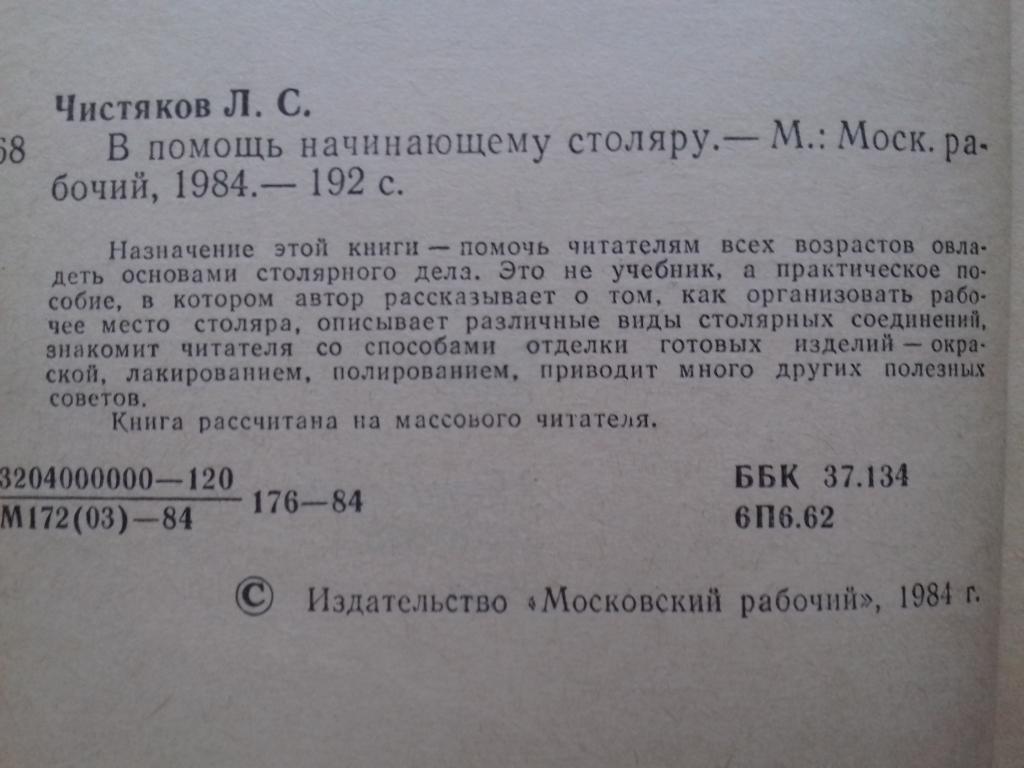 Чистяков Л. С.
68 В помощь начинающему столяру.— М.: Моск. ра-
бочий, 1984.— 192 с.
Назначение этой книги — помочь читателям всех возрастов овла-
деть основами столярного дела. Это не учебник, а практическое по-
собие, в котором автор рассказывает о том, как организовать рабо-
чее место столяра, описывает различные виды столярных соединений,
знакомит читателя со способами отделки готовых изделий — окра-
ской, лакированием, полированием, приводит много других полезных
советов.
Книга рассчитана на массового читателя.
3204000000—120
М172(03)—84
176—84
ББК 37.134
6П6.62
© Издательство «Московский рабочий», 1984 г.